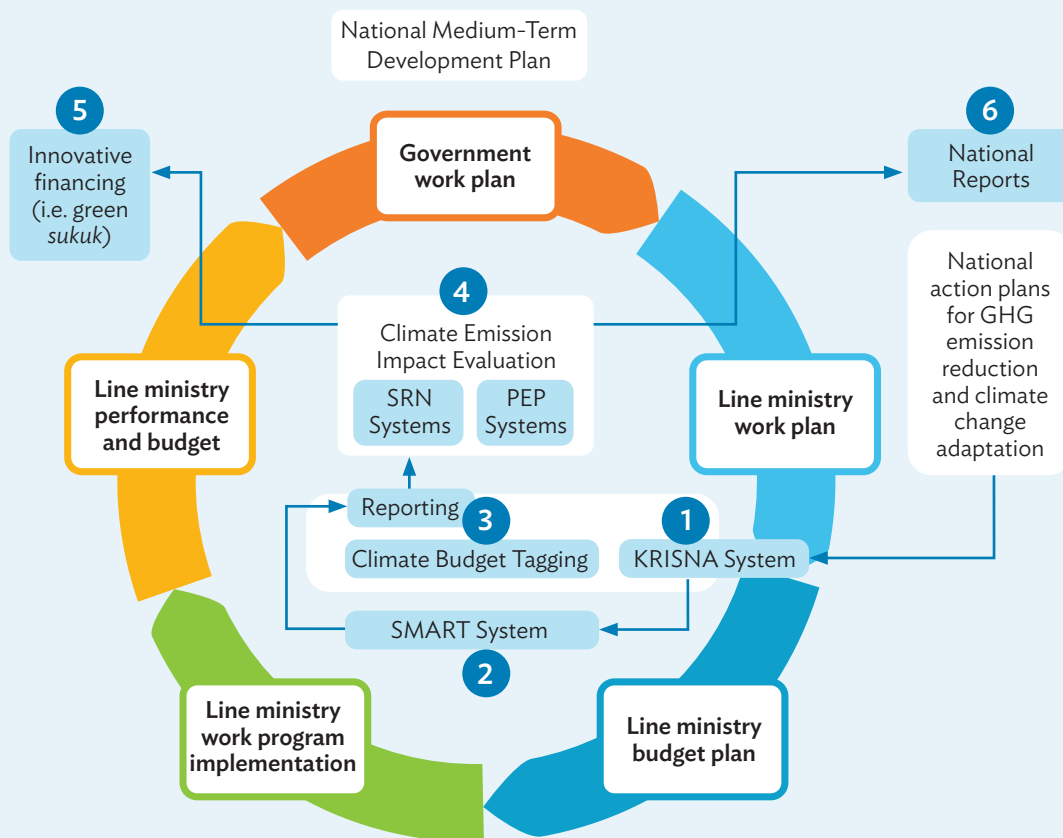 National Medium-Term
Development Plan
5
Innovative
financing
(i.e. green
sukuk)
Government
work plan
6
National
Reports
National
action plans
for GHG
emission
reduction
and climate
change
adaptation
4
Climate Emission
Impact Evaluation
SRN
Systems
PEP
Systems
Line ministry
performance
and budget
Line ministry
work plan
Reporting
3
1
Climate Budget Tagging
KRISNA System
SMART System
2
Line ministry
work program
implementation
Line ministry
budget plan